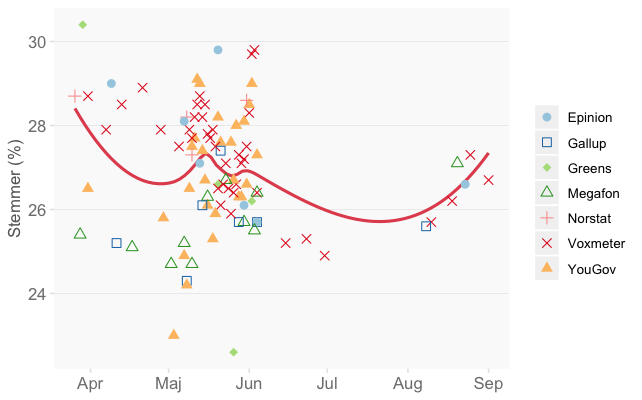 Stemmer (%)
30
28
26
24
Apr Maj Jun Jul Aug Sep
Epinion
Gallup
Greens
Megafon
Norstat
Voxmeter
YouGov